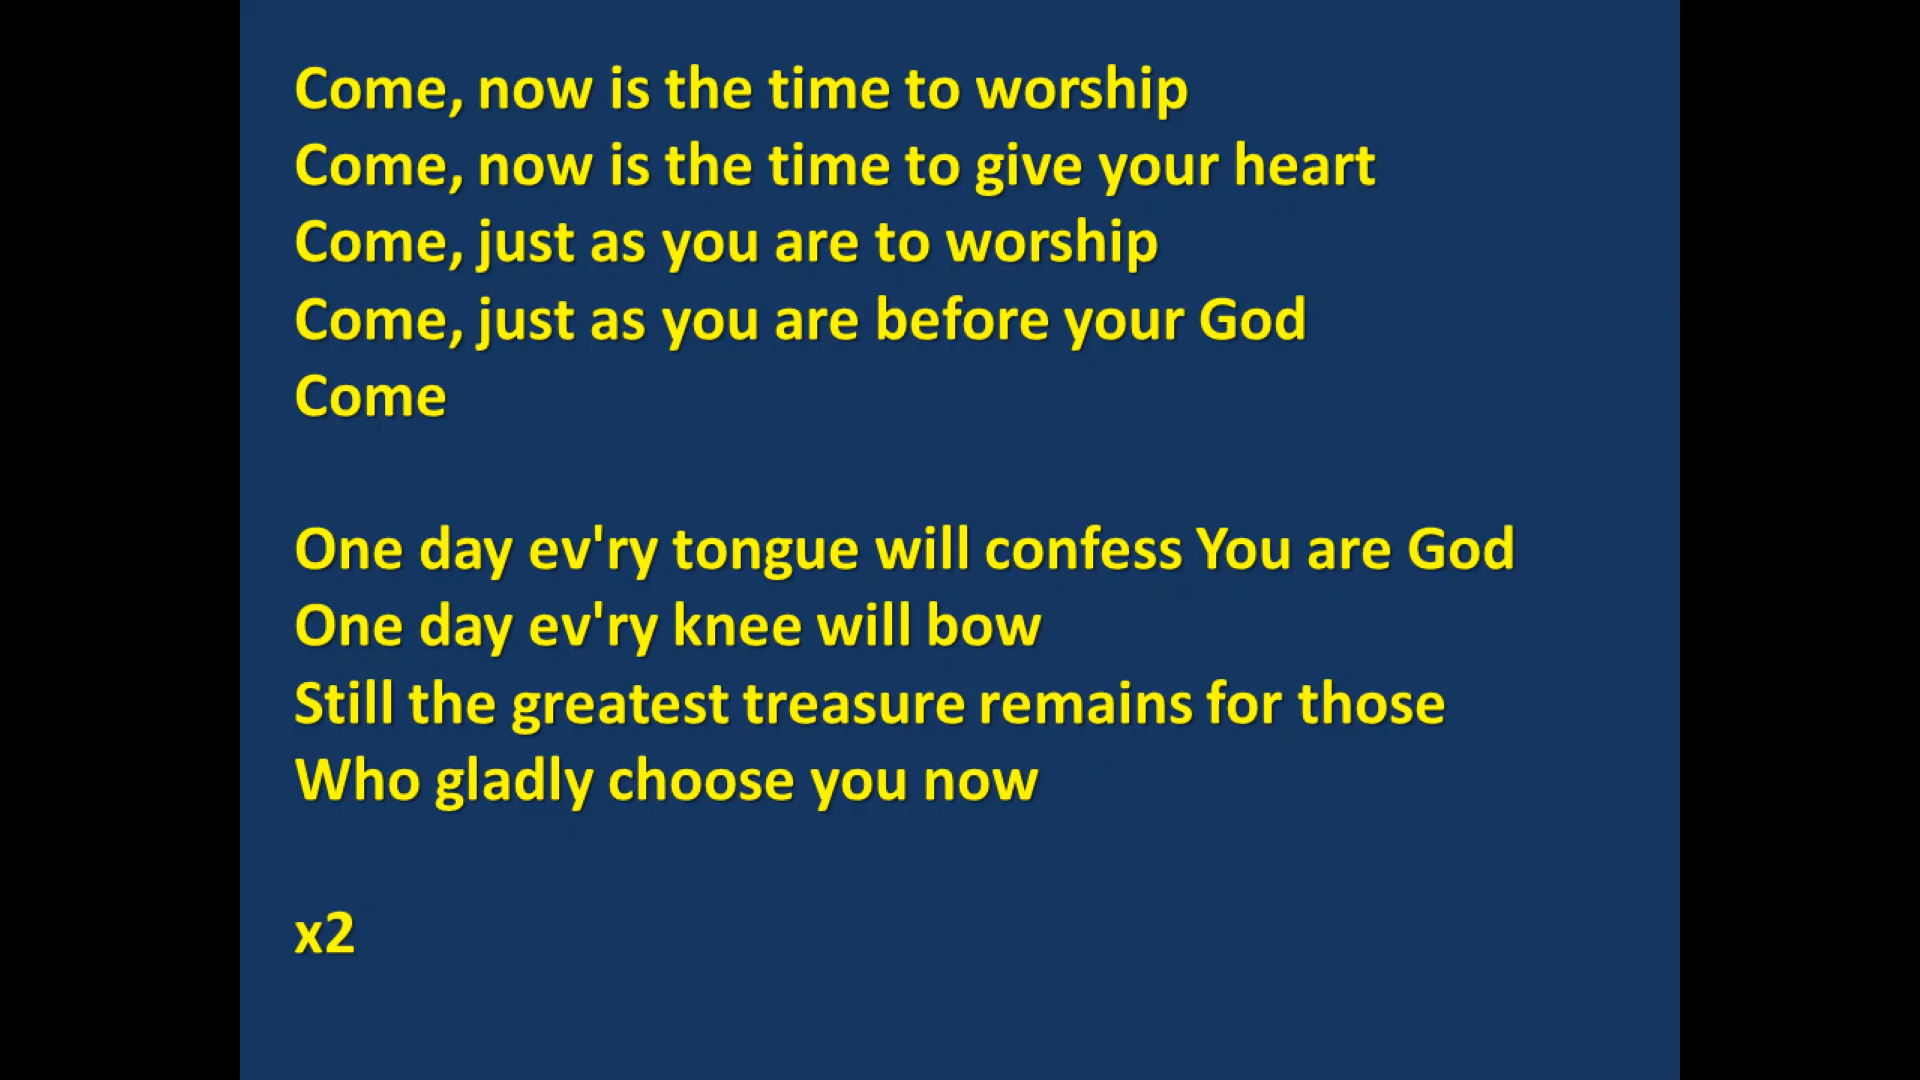 Come, now is the time to worship
Come, now is the time to give your heart
Come, just as you are to worship
Come, just as you are before your God
Come
One day ev'ry tongue will confess You are God
One day ev'ry knee will bow
Still the greatest treasure remains for those
Who gladly choose you now
x2